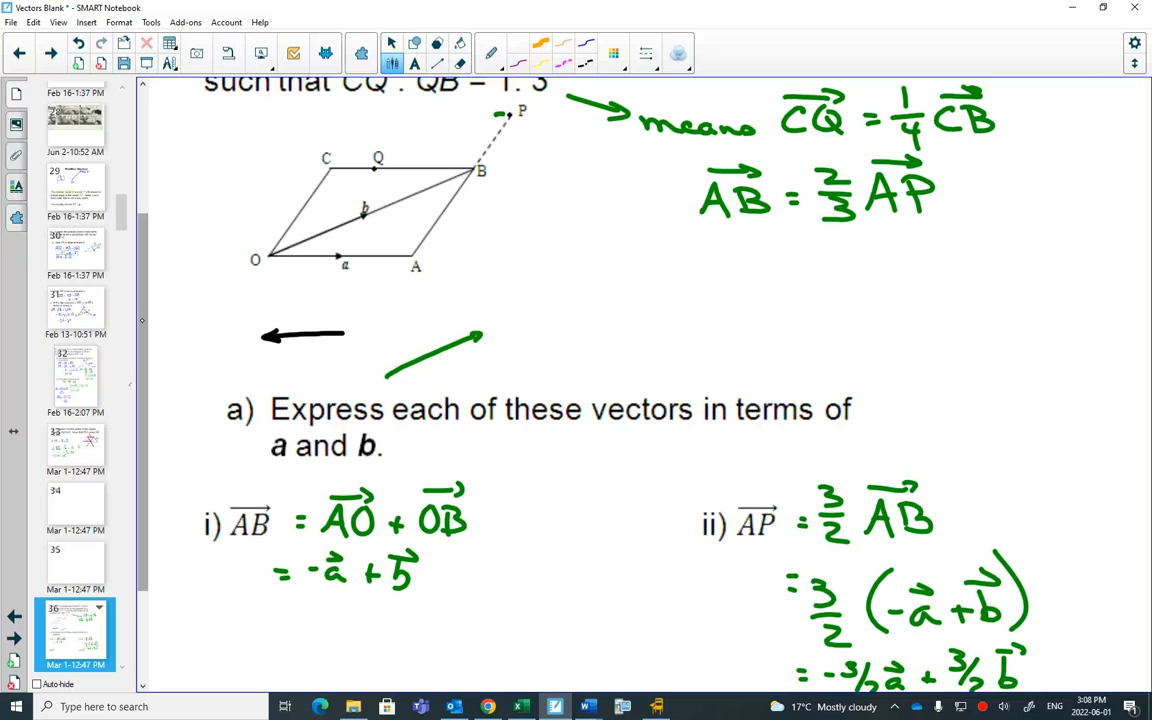 Vectors Blank * - SMART Notebook
File Edit View Insert Format Tools Add-ons Account Help
Feb 16-1:37 PM
Jun 2-10:52 AM
29
Feb 16-1:37 PM
30
Feb 16-1:37 PM
31
Feb 13-10:51 PM
32
Feb 16-2:07 PM
33
Mar 1-12:47 PM
34
35
Mar 1-12:47 PM
36
Mar 1-12:47 PM
Auto-hide
such that CQ : QB = 1: 3
means CQ = 1/4 CB
AB = 2/3 AP
P
C Q
B
b
O
a A
a) Express each of these vectors in terms of
a and b.
i) AB = AO + OB
= -a + b
ii) AP = 3/2 AB
= 3/2 (-a + b)
= -3/2 a + 3/2 b
Type here to search
17°C Mostly cloudy
ENG
3:08 PM
2022-06-01